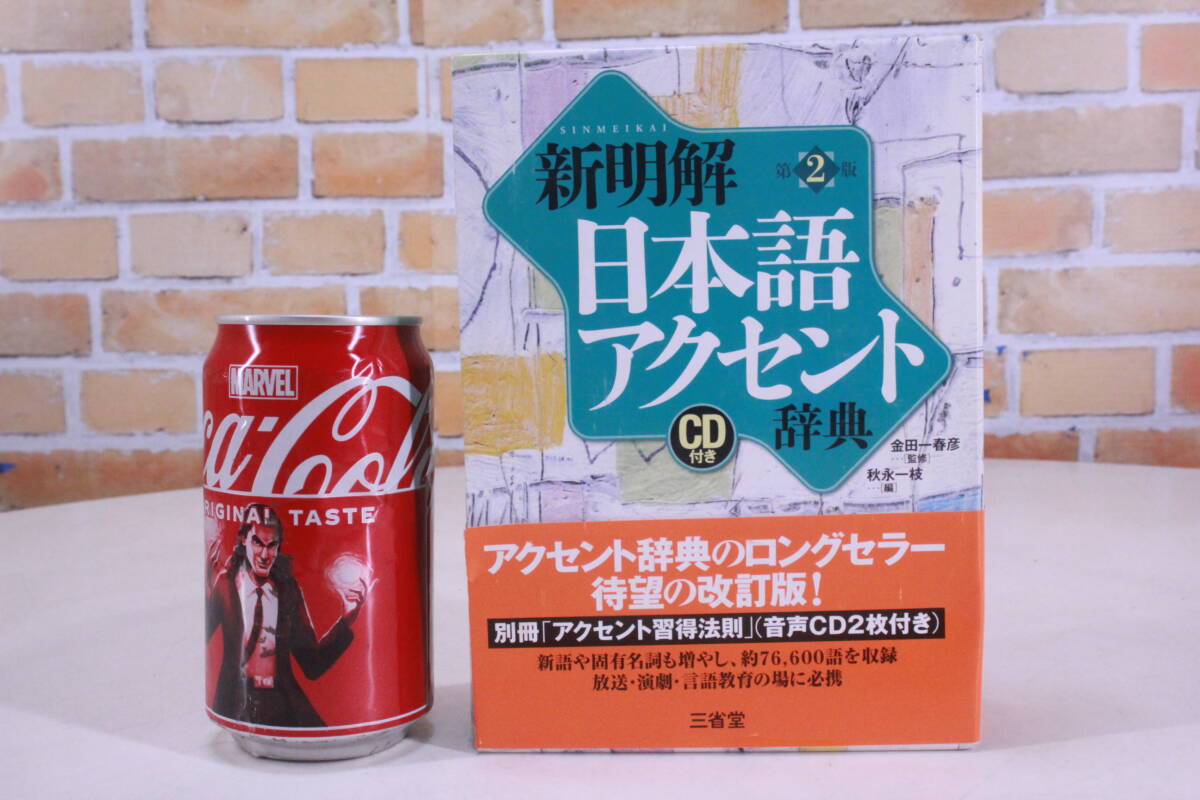 MARVEL
ca-Col
RIGINAL TASTE
SINMEIKAI
新明解
第2版
日本語
アクセント
辞典
CD
付き
金田一春彦
…[監修]
秋永一枝
…[編]
アクセント辞典のロングセラー
待望の改訂版!
別冊「アクセント習得法則」(音声CD2枚付き)
新語や固有名詞も増やし、約76,600語を収録
放送・演劇・言語教育の場に必携
三省堂